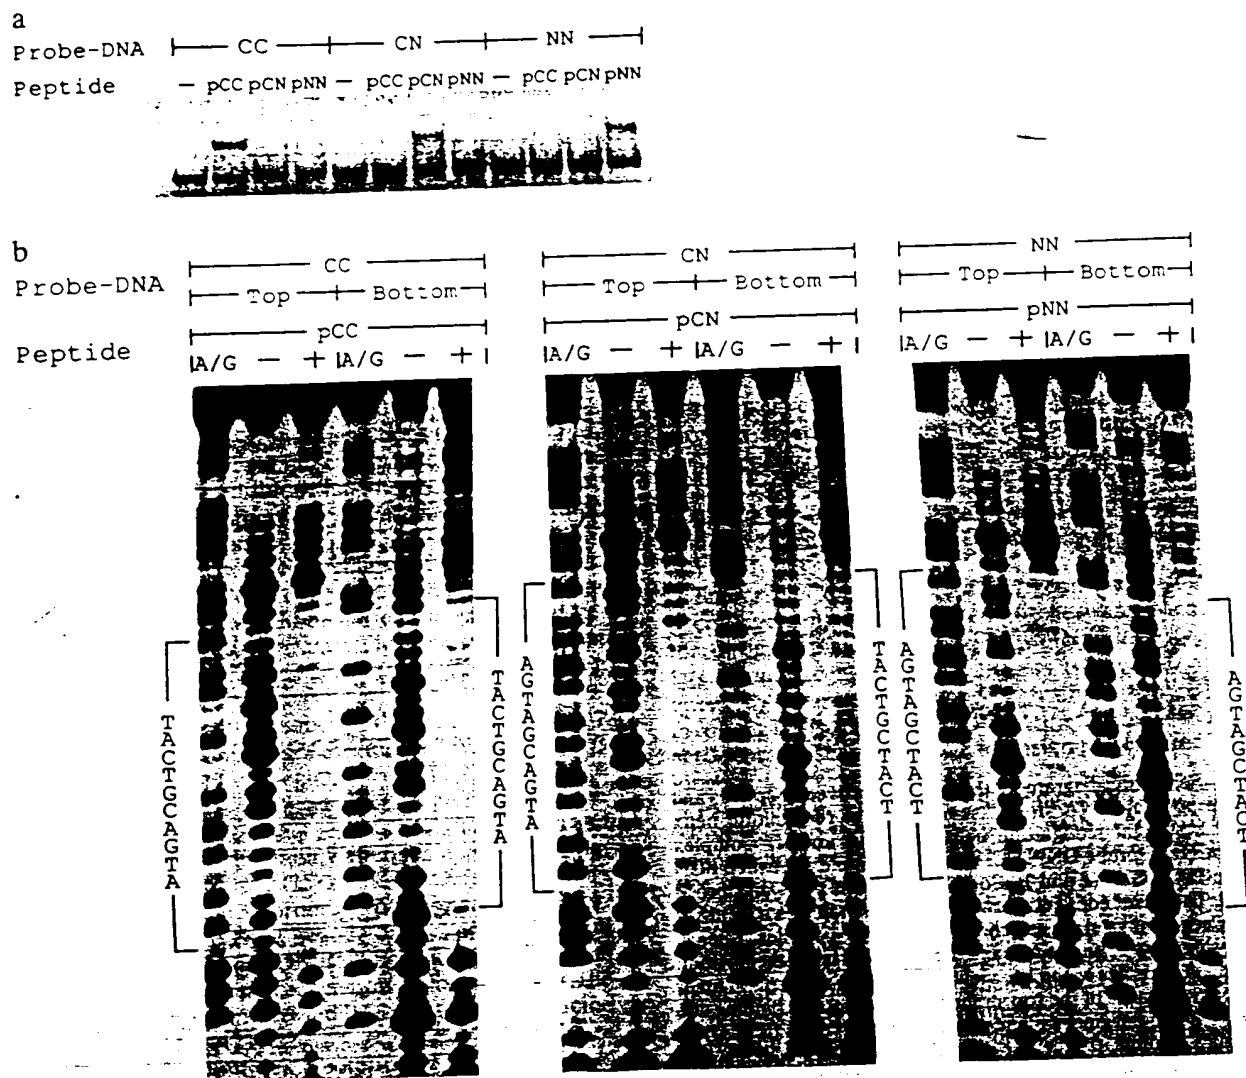 a
Probe-DNA CC CN NN
Peptide — pCC pCN pNN — pCC pCN pNN — pCC pCN pNN
b
Probe-DNA CC CN NN
Top Bottom Top Bottom Top Bottom
pCC pCN pNN
Peptide A/G — + A/G — + A/G — + A/G — + A/G — + A/G — +
TACTGCAGTA
TACTGCAGTA
AGTAGCAGTA
TACTGCTACT
AGTAGCTACT
AGTAGCTACT